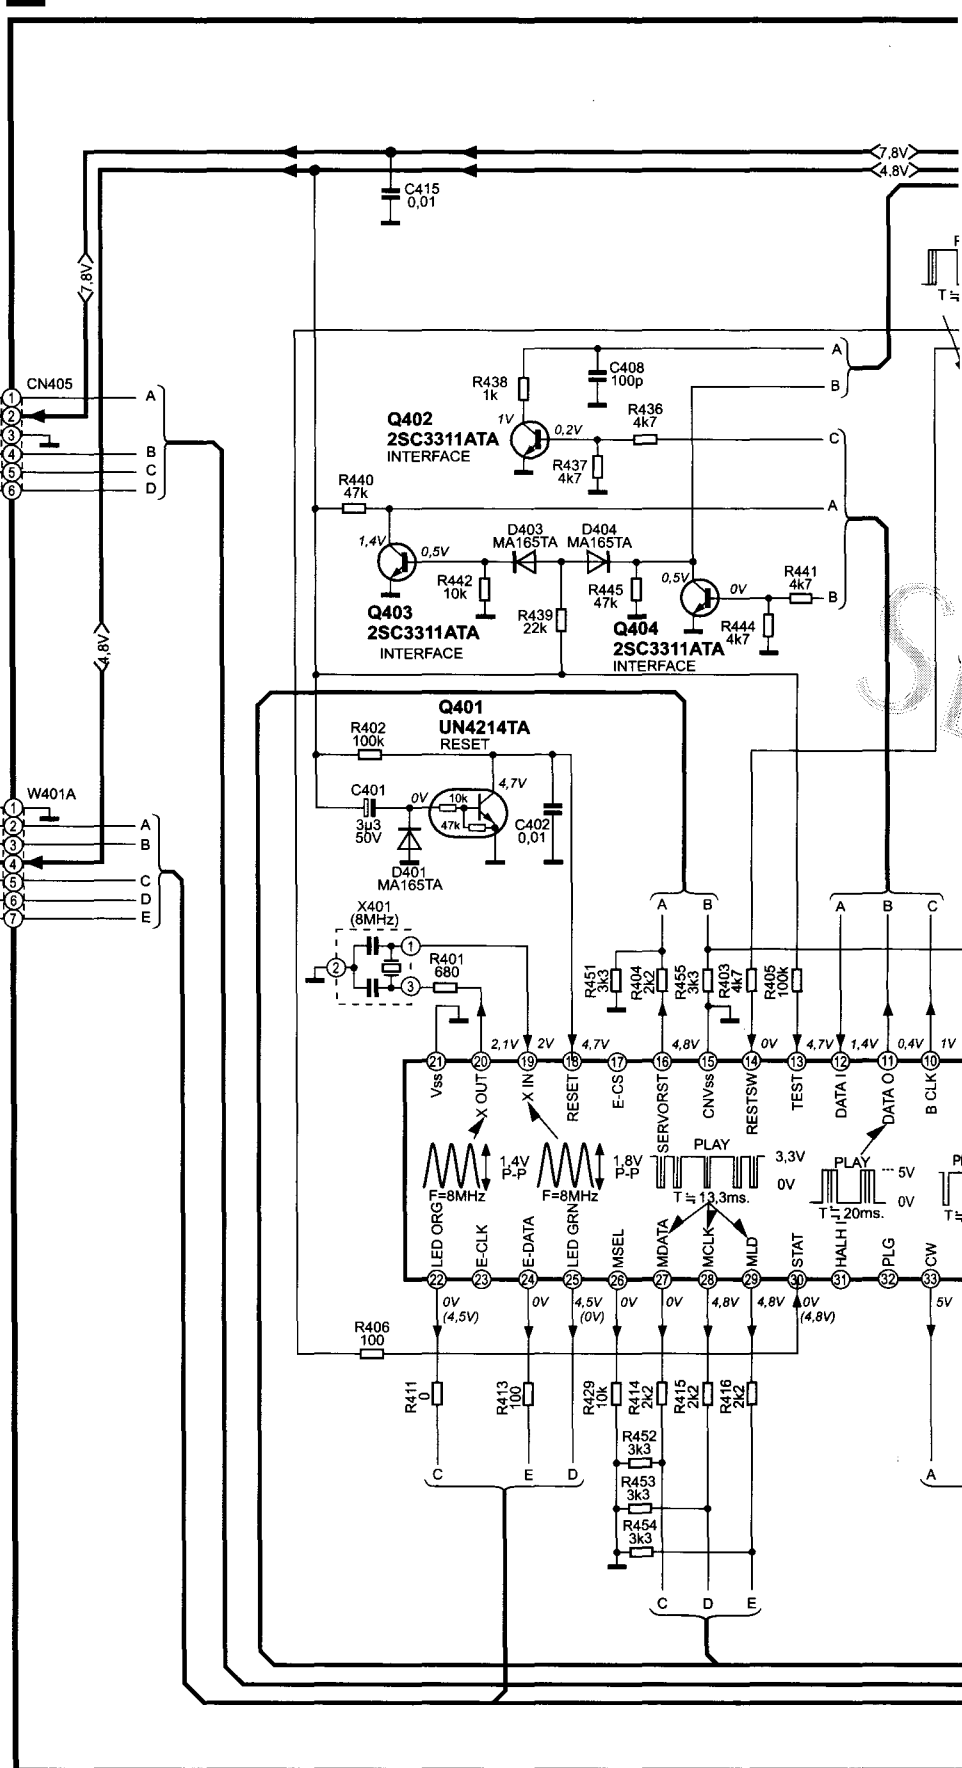 7,8V
4,8V
C415
0,01
7,8V
T≒
CN405
1
2
3
4
5
6
A
B
C
D
R438
1k
C408
100p
A
B
Q402
2SC3311ATA
INTERFACE
1V
0,2V
R436
4k7
C
R437
4k7
R440
47k
A
1,4V
0,5V
D403
MA165TA
D404
MA165TA
R442
10k
R439
22k
R445
47k
0,5V
0V
R441
4k7
B
R444
4k7
Q403
2SC3311ATA
INTERFACE
Q404
2SC3311ATA
INTERFACE
4,8V
Q401
UN4214TA
RESET
R402
100k
4,7V
C401
3µ3
50V
0V
10k
47k
C402
0,01
D401
MA165TA
W401A
1
2
3
4
5
6
7
A
B
C
D
E
X401
(8MHz)
1
2
3
R401
680
A B
A B C
R451
3k3
R404
2k2
R455
3k3
R403
4k7
R405
100k
2,1V 2V 4,7V 4,8V 0V 4,7V 1,4V 0,4V 1V
21 20 19 18 17 16 15 14 13 12 11 10
Vss
X OUT
X IN
RESET
E-CS
SERVORST
CNVss
RESTSW
TEST
DATA I
DATA O
B CLK
1,4V
P-P
F=8MHz
1,8V
P-P
F=8MHz
PLAY
3,3V
0V
T≒13,3ms.
PLAY
5V
0V
T≒20ms.
T≒
LED ORG
E-CLK
E-DATA
LED GRN
MSEL
MDATA
MCLK
MLD
STAT
HALH I
PLG
CW
22 23 24 25 26 27 28 29 30 31 32 33
0V
(4,5V)
0V
4,5V
(0V)
0V
0V
4,8V
4,8V
0V
(4,8V)
5V
R406
100
R411
0
R413
100
R429
10k
R414
2k2
R415
2k2
R416
2k2
R452
3k3
R453
3k3
R454
3k3
C E D
A
C D E